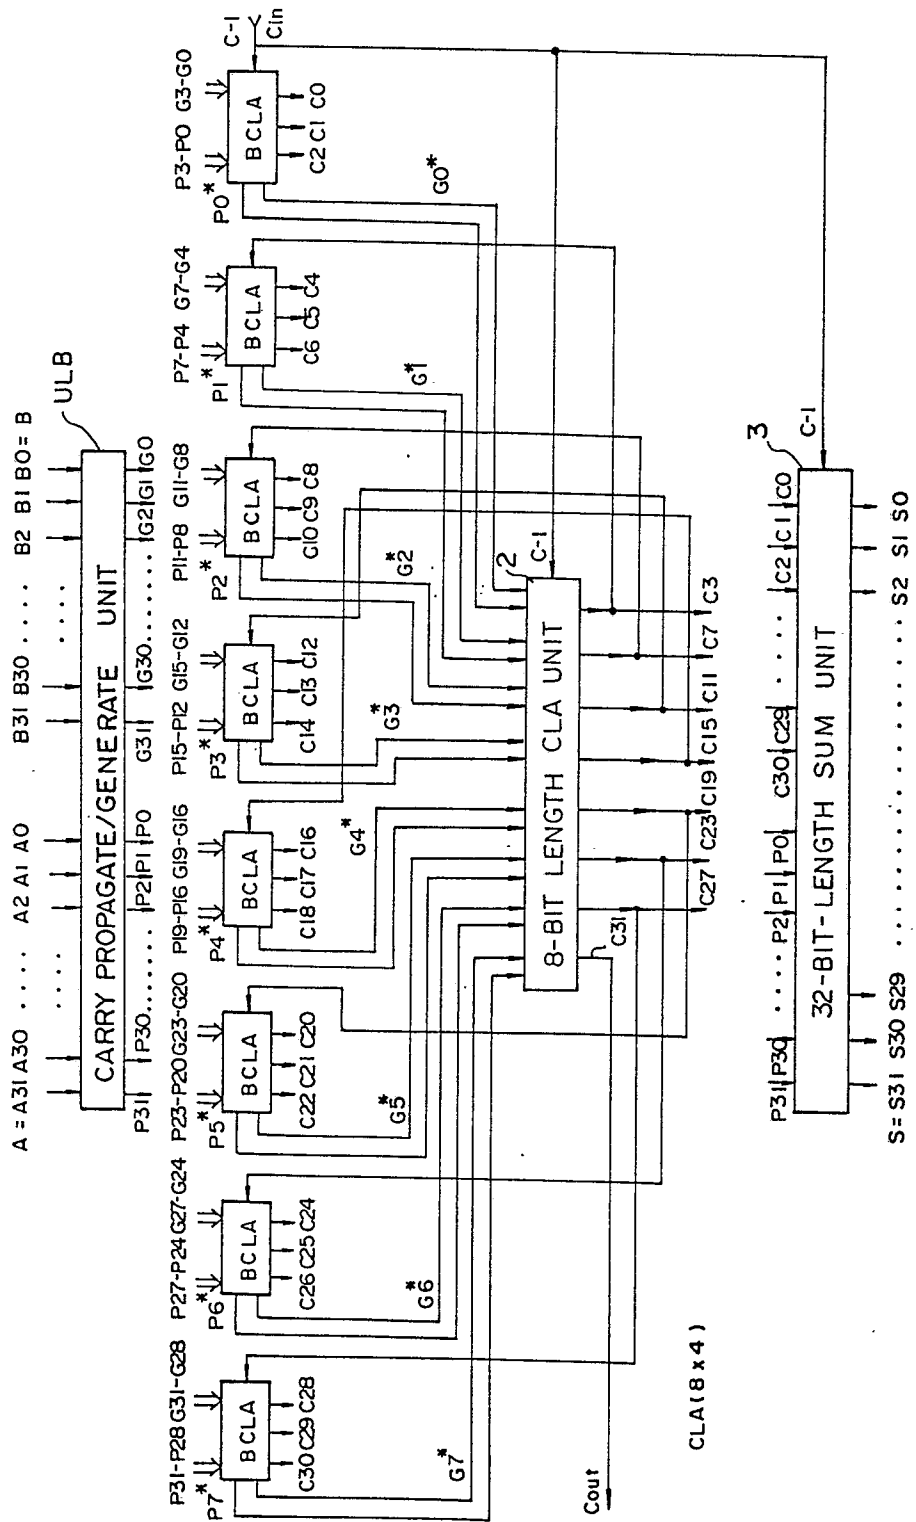 A = A31 A30 .... A2 A1 A0 B31 B30 .... B2 B1 B0 = B
.... ....
CARRY PROPAGATE/GENERATE UNIT
ULB
P31 P30...... P2 P1 P0 G31 G30...... G2 G1 G0
P31-P28 G31-G28 P27-P24 G27-G24 P23-P20 G23-G20 P19-P16 G19-G16 P15-P12 G15-G12 P11-P8 G11-G8 P7-P4 G7-G4 P3-P0 G3-G0
C-1
Cin
P7* BCLA P6* BCLA P5* BCLA P4* BCLA P3* BCLA P2* BCLA P1* BCLA P0* BCLA
C30 C29 C28 C26 C25 C24 C22 C21 C20 C18 C17 C16 C14 C13 C12 G10 C9 C8 C6 C5 C4 C2 C1 C0
G7* G6* G5* G4* G3* G2* G1* G0*
2
C-1
8-BIT LENGTH CLA UNIT
C31
Cout
C27 C23 C19 C15 C11 C7 C3
CLA(8x4)
P31 P30 .... P2 P1 P0 C30 C29 .... C2 C1 C0
3
C-1
32-BIT-LENGTH SUM UNIT
S = S31 S30 S29 .................. S2 S1 S0